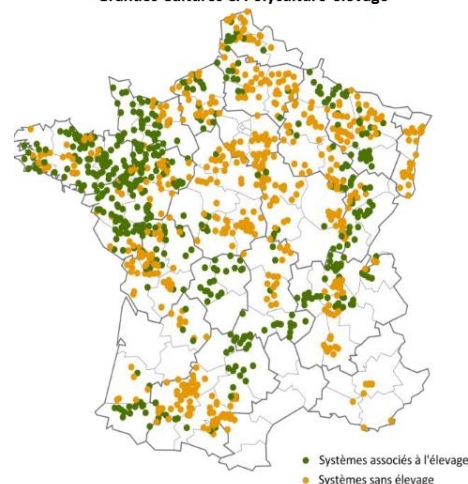 Grandes Cultures & Polyculture élevage
Systèmes associés à l'élevage
Systèmes sans élevage